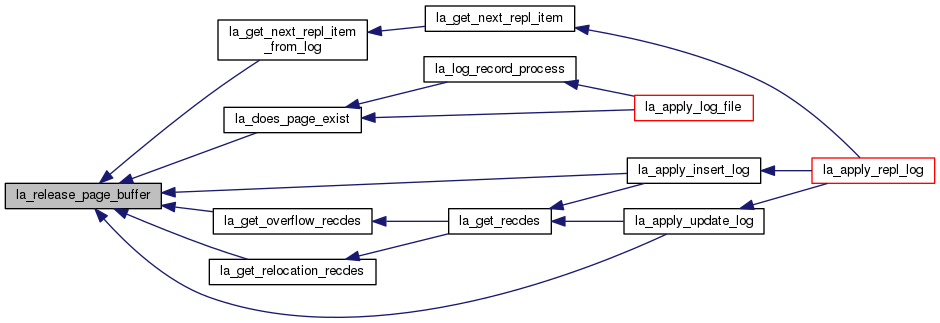 la_get_next_repl_item
la_get_next_repl_item
_from_log
la_log_record_process
la_apply_log_file
la_does_page_exist
la_apply_insert_log
la_apply_repl_log
la_release_page_buffer
la_get_overflow_recdes
la_get_recdes
la_apply_update_log
la_get_relocation_recdes